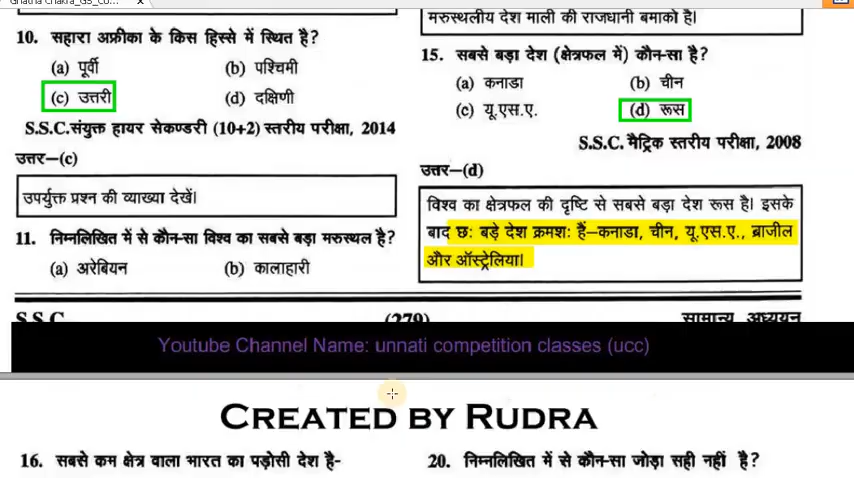 Ghatna Chakra_GS_Cu... x
10. सहारा अफ्रीका के किस हिस्से में स्थित है?
(a) पूर्वी (b) पश्चिमी
(c) उत्तरी (d) दक्षिणी
S.S.C.संयुक्त हायर सेकण्डरी (10+2) स्तरीय परीक्षा, 2014
उत्तर—(c)
उपर्युक्त प्रश्न की व्याख्या देखें।
11. निम्नलिखित में से कौन-सा विश्व का सबसे बड़ा मरुस्थल है?
(a) अरेबियन (b) कालाहारी
मरुस्थलीय देश माली की राजधानी बमाको है।
15. सबसे बड़ा देश (क्षेत्रफल में) कौन-सा है?
(a) कनाडा (b) चीन
(c) यू.एस.ए. (d) रूस
S.S.C. मैट्रिक स्तरीय परीक्षा, 2008
उत्तर—(d)
विश्व का क्षेत्रफल की दृष्टि से सबसे बड़ा देश रूस है। इसके
बाद छः बड़े देश क्रमशः हैं—कनाडा, चीन, यू.एस.ए., ब्राजील
और ऑस्ट्रेलिया।
S.S.C. (279) सामान्य अध्ययन
Youtube Channel Name: unnati competition classes (ucc)
CREATED BY RUDRA
16. सबसे कम क्षेत्र वाला भारत का पड़ोसी देश है-
20. निम्नलिखित में से कौन-सा जोड़ा सही नहीं है?